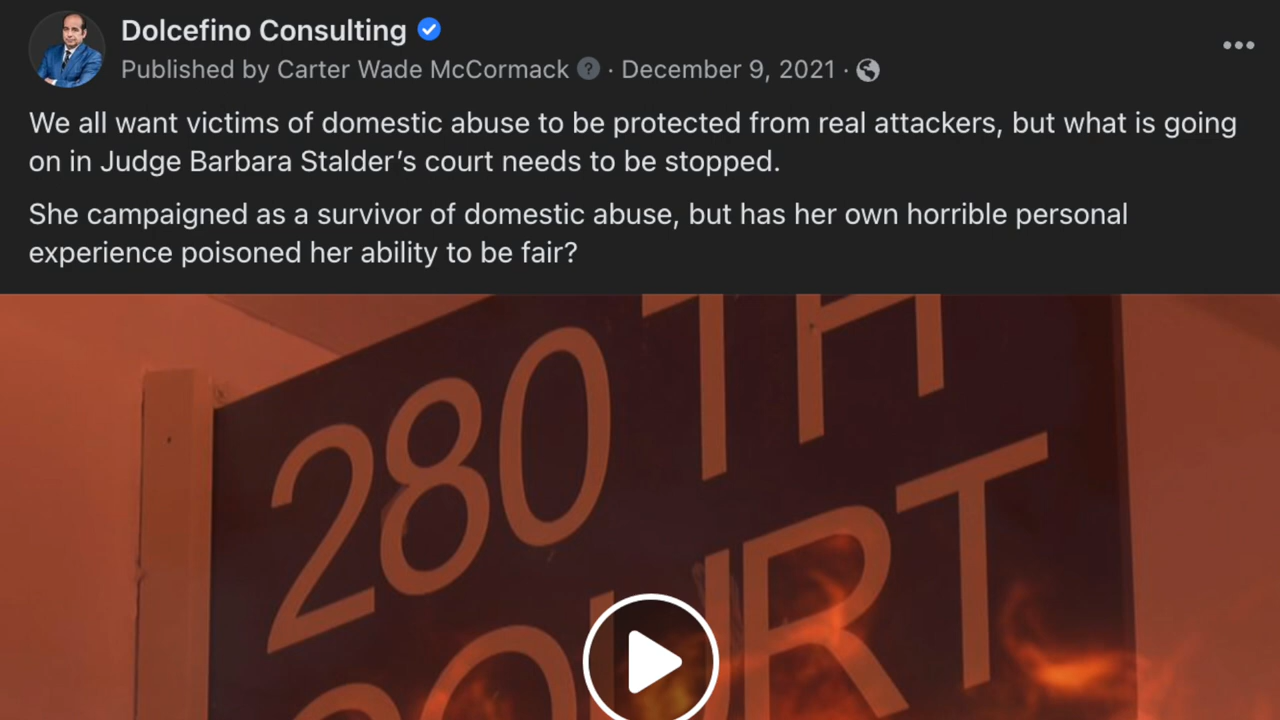 Dolcefino Consulting
Published by Carter Wade McCormack ? · December 9, 2021 ·
We all want victims of domestic abuse to be protected from real attackers, but what is going
on in Judge Barbara Stalder’s court needs to be stopped.
She campaigned as a survivor of domestic abuse, but has her own horrible personal
experience poisoned her ability to be fair?
280TH
COURT